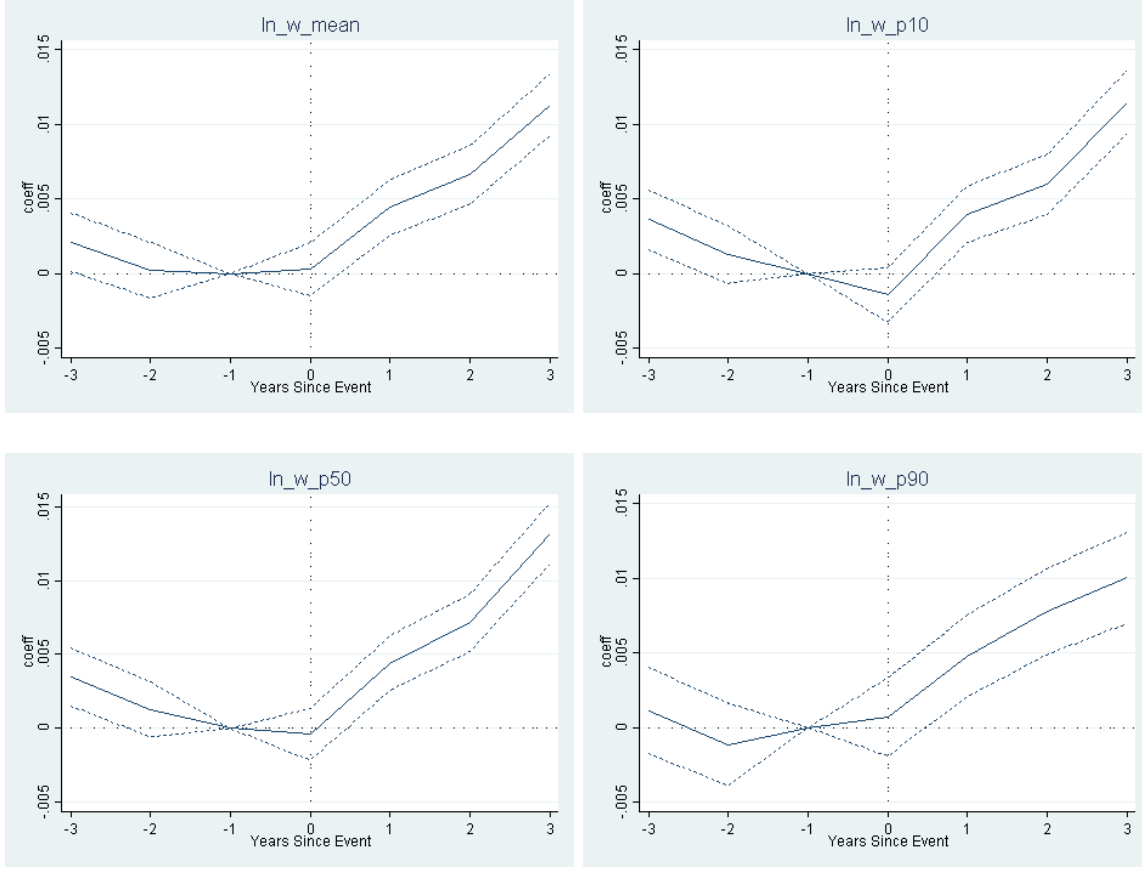 ln_w_mean
coeff
.015
.01
.005
0
-.005
-3 -2 -1 0 1 2 3
Years Since Event
ln_w_p10
coeff
.015
.01
.005
0
-.005
-3 -2 -1 0 1 2 3
Years Since Event
ln_w_p50
coeff
.015
.01
.005
0
-.005
-3 -2 -1 0 1 2 3
Years Since Event
ln_w_p90
coeff
.015
.01
.005
0
-.005
-3 -2 -1 0 1 2 3
Years Since Event